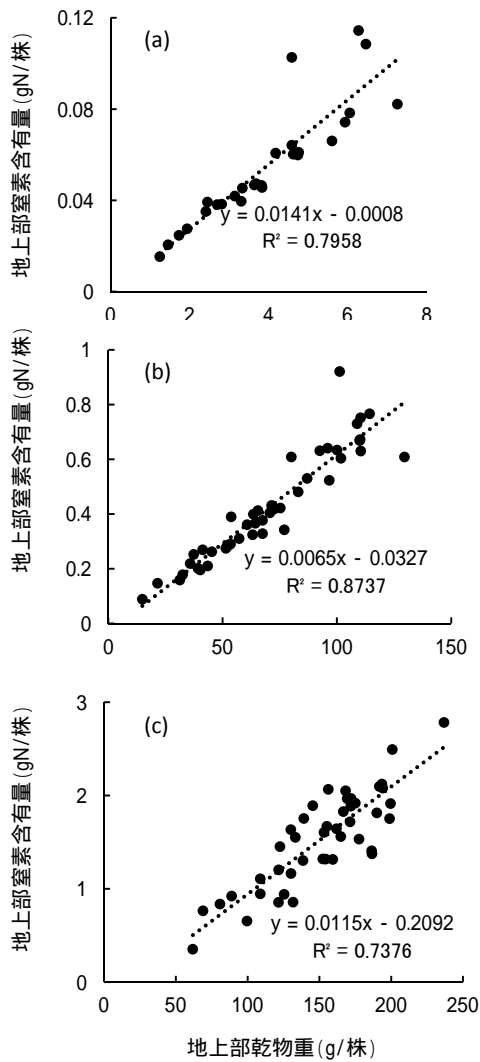 (a)
0.12
0.08
0.04
0
地上部窒素含有量(gN/株)
y = 0.0141x - 0.0008
R² = 0.7958
0 2 4 6 8
(b)
1
0.8
0.6
0.4
0.2
0
地上部窒素含有量(gN/株)
y = 0.0065x - 0.0327
R² = 0.8737
0 50 100 150
(c)
3
2
1
0
地上部窒素含有量(gN/株)
y = 0.0115x - 0.2092
R² = 0.7376
0 50 100 150 200 250
地上部乾物重(g/株)